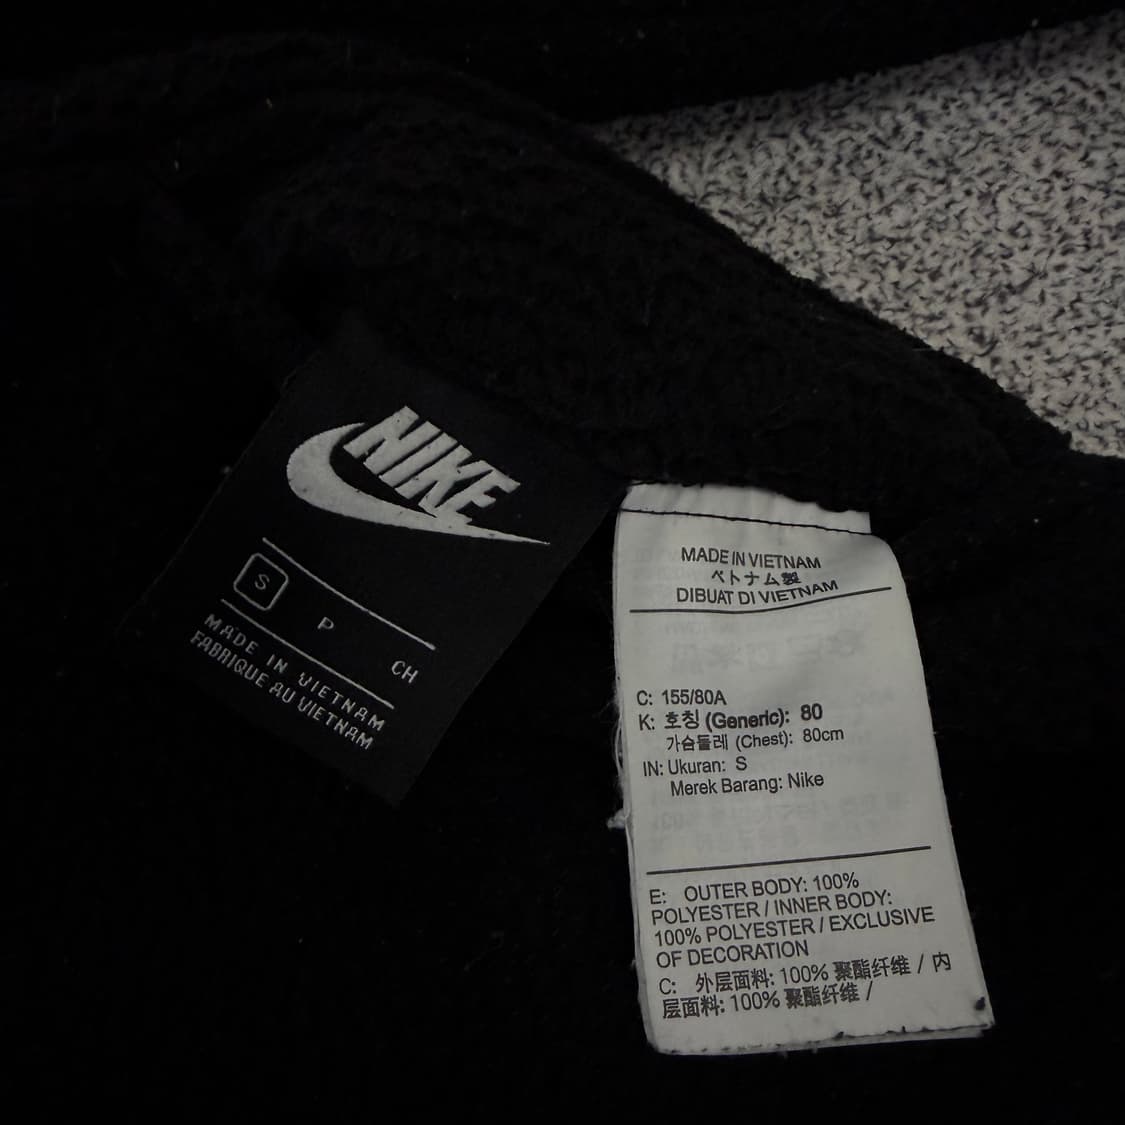 NIKE
S P CH
MADE IN VIETNAM
FABRIQUE AU VIETNAM
MADE IN VIETNAM
ベトナム製
DIBUAT DI VIETNAM
C: 155/80A
K: 호칭 (Generic): 80
가슴둘레 (Chest): 80cm
IN: Ukuran: S
Merek Barang: Nike
E: OUTER BODY: 100%
POLYESTER / INNER BODY:
100% POLYESTER / EXCLUSIVE
OF DECORATION
C: 外层面料: 100% 聚酯纤维 / 内
层面料: 100% 聚酯纤维 /